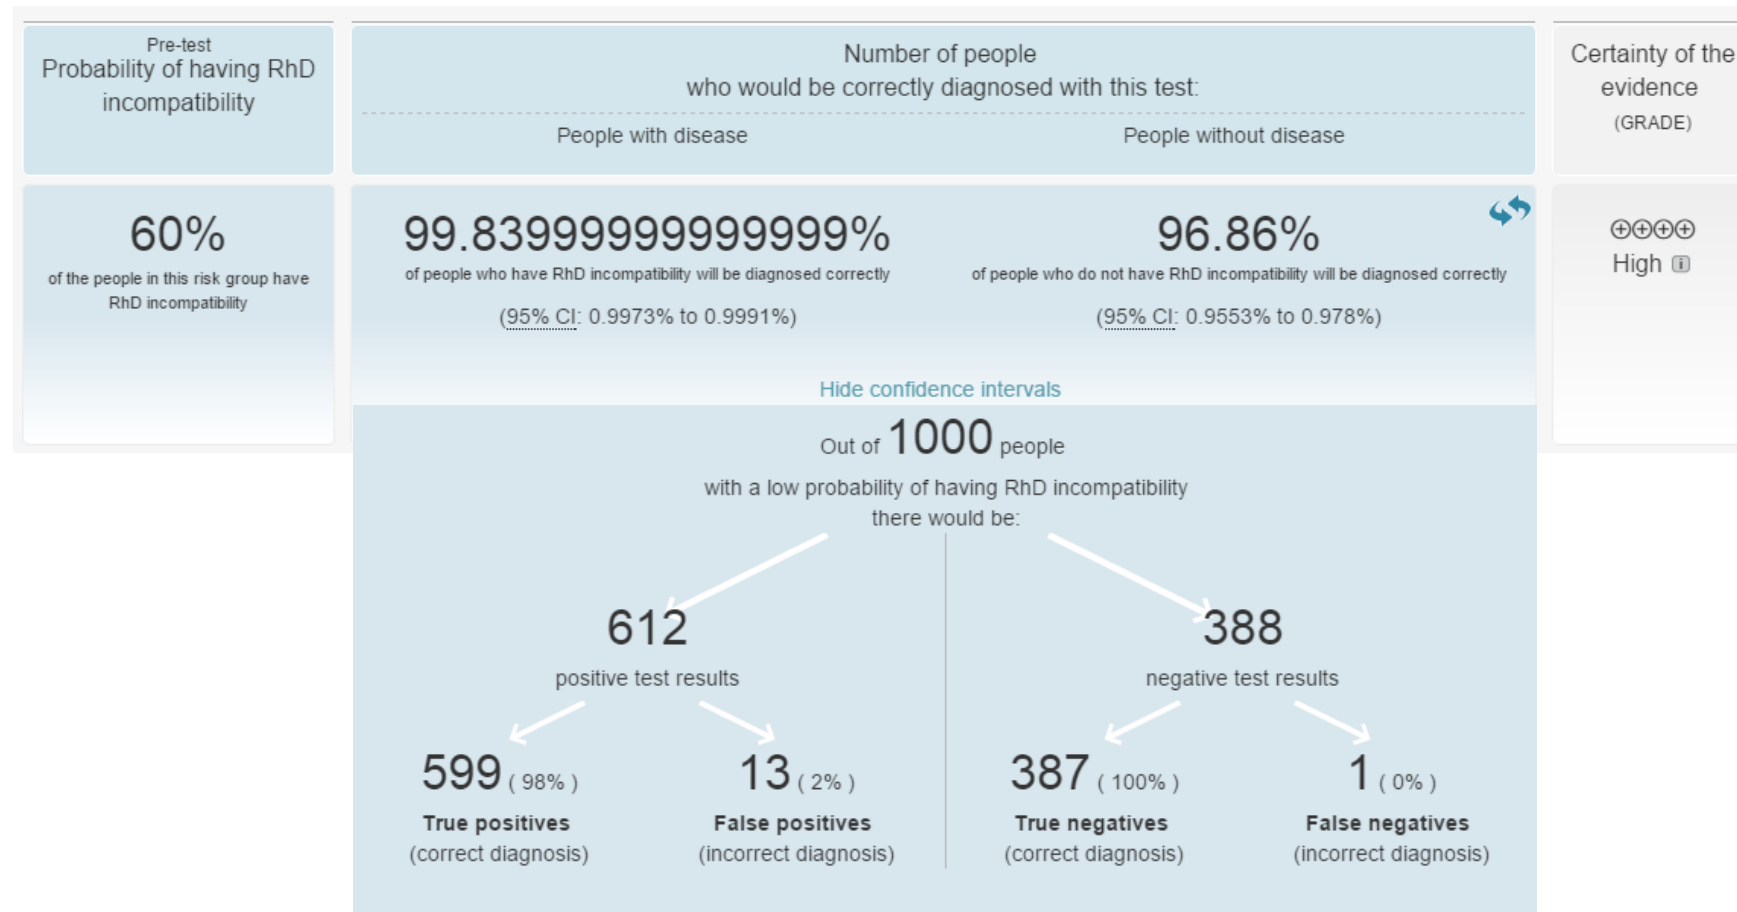 Pre-test
Probability of having RhD
incompatibility
Number of people
who would be correctly diagnosed with this test:
People with disease
People without disease
Certainty of the
evidence
(GRADE)
60%
of the people in this risk group have
RhD incompatibility
99.83999999999999%
of people who have RhD incompatibility will be diagnosed correctly
(95% CI: 0.9973% to 0.9991%)
96.86%
of people who do not have RhD incompatibility will be diagnosed correctly
(95% CI: 0.9553% to 0.978%)
⊕⊕⊕⊕
High i
Hide confidence intervals
Out of 1000 people
with a low probability of having RhD incompatibility
there would be:
612
positive test results
388
negative test results
599 ( 98% )
True positives
(correct diagnosis)
13 ( 2% )
False positives
(incorrect diagnosis)
387 ( 100% )
True negatives
(correct diagnosis)
1 ( 0% )
False negatives
(incorrect diagnosis)